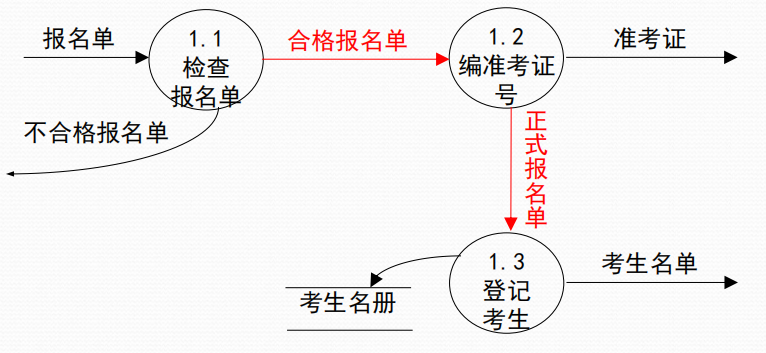 报名单
1.1
检查
报名单
合格报名单
1.2
编准考证
号
准考证
不合格报名单
正式报名单
1.3
登记
考生
考生名单
考生名册